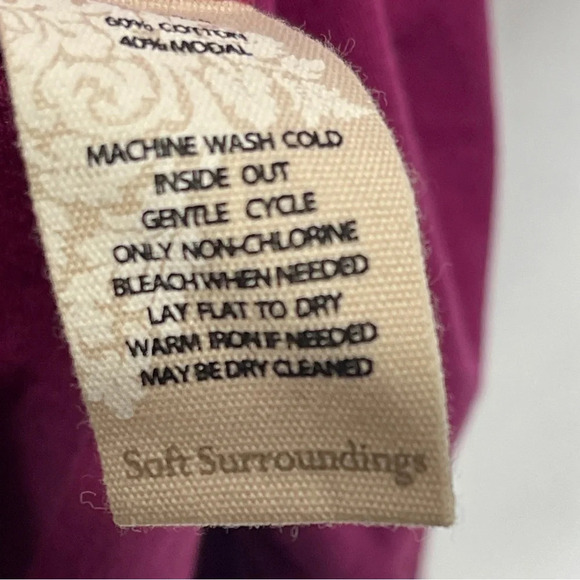 60% COTTON
40% MODAL
MACHINE WASH COLD
INSIDE OUT
GENTLE CYCLE
ONLY NON-CHLORINE
BLEACH WHEN NEEDED
LAY FLAT TO DRY
WARM IRON IF NEEDED
MAY BE DRY CLEANED
Soft Surroundings